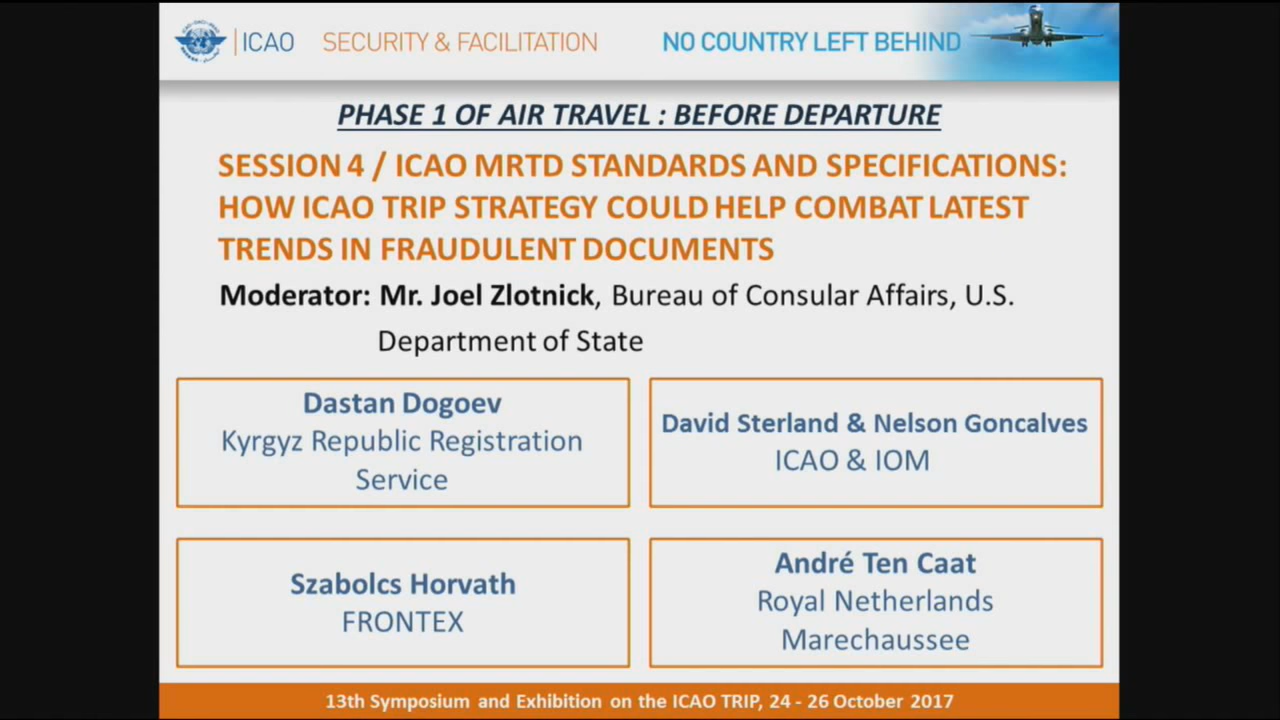 ICAO SECURITY & FACILITATION NO COUNTRY LEFT BEHIND
PHASE 1 OF AIR TRAVEL : BEFORE DEPARTURE
SESSION 4 / ICAO MRTD STANDARDS AND SPECIFICATIONS:
HOW ICAO TRIP STRATEGY COULD HELP COMBAT LATEST
TRENDS IN FRAUDULENT DOCUMENTS
Moderator: Mr. Joel Zlotnick, Bureau of Consular Affairs, U.S.
Department of State
Dastan Dogoev
Kyrgyz Republic Registration
Service
David Sterland & Nelson Goncalves
ICAO & IOM
Szabolcs Horvath
FRONTEX
André Ten Caat
Royal Netherlands
Marechaussee
13th Symposium and Exhibition on the ICAO TRIP, 24 - 26 October 2017